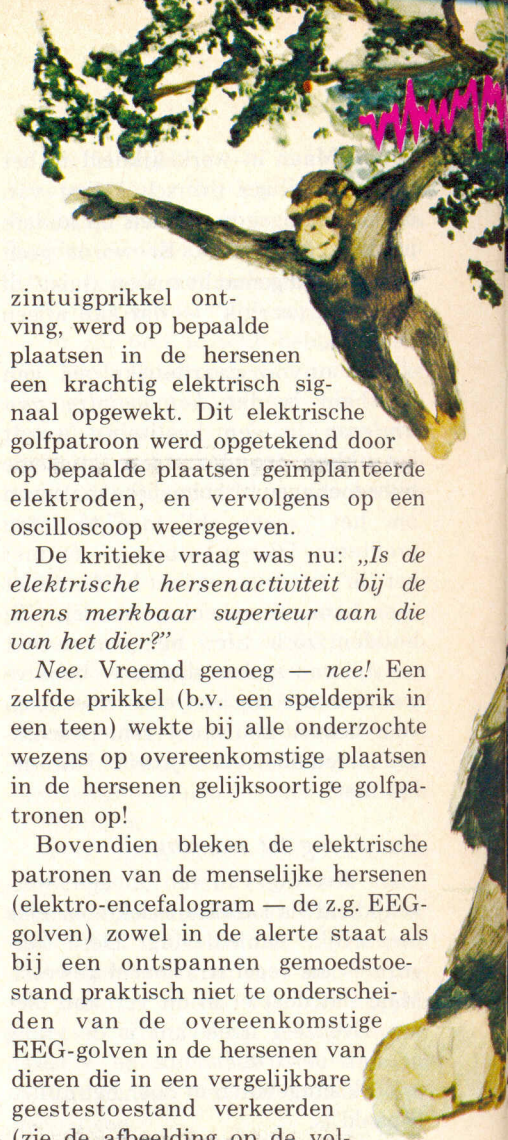 zintuigprikkel ont-
ving, werd op bepaalde
plaatsen in de hersenen
een krachtig elektrisch sig-
naal opgewekt. Dit elektrische
golfpatroon werd opgetekend door
op bepaalde plaatsen geïmplanteerde
elektroden, en vervolgens op een
oscilloscoop weergegeven.
De kritieke vraag was nu: „Is de
elektrische hersenactiviteit bij de
mens merkbaar superieur aan die
van het dier?”
Nee. Vreemd genoeg — nee! Een
zelfde prikkel (b.v. een speldeprik in
een teen) wekte bij alle onderzochte
wezens op overeenkomstige plaatsen
in de hersenen gelijksoortige golfpa-
tronen op!
Bovendien bleken de elektrische
patronen van de menselijke hersenen
(elektro-encefalogram — de z.g. EEG-
golven) zowel in de alerte staat als
bij een ontspannen gemoedstoe-
stand praktisch niet te onderschei-
den van de overeenkomstige
EEG-golven in de hersenen van
dieren die in een vergelijkbare
geestestoestand verkeerden
(zie de afbeelding op de vol-